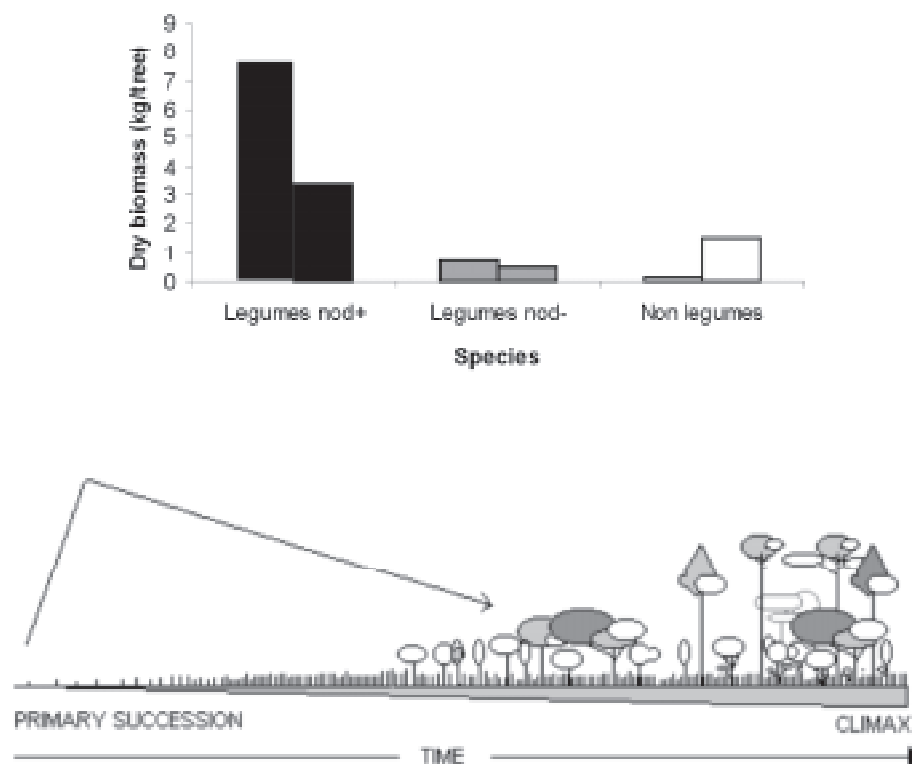 9
8
7
6
5
4
3
2
1
0
Dry biomass (kg/tree)
Legumes nod+ Legumes nod- Non legumes
Species
PRIMARY SUCCESSION CLIMAX
TIME